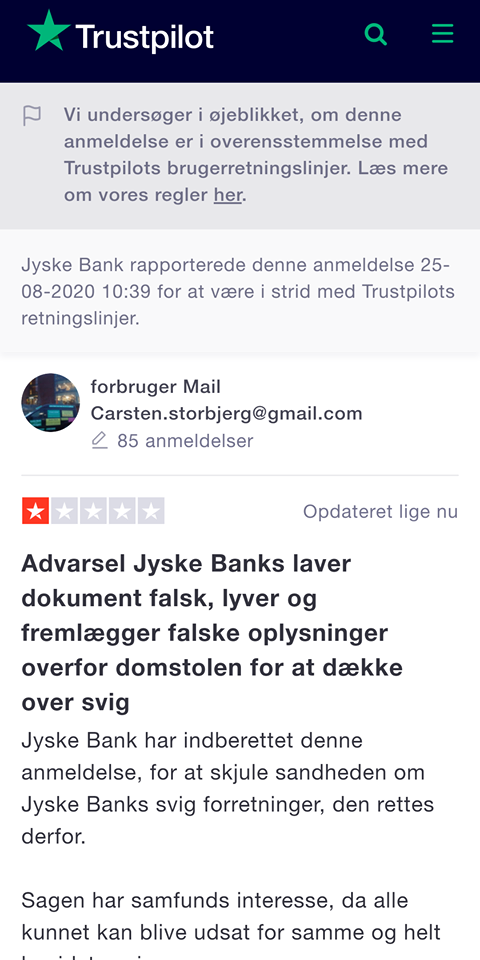 Trustpilot
Vi undersøger i øjeblikket, om denne
anmeldelse er i overensstemmelse med
Trustpilots brugerretningslinjer. Læs mere
om vores regler her.
Jyske Bank rapporterede denne anmeldelse 25-
08-2020 10:39 for at være i strid med Trustpilots
retningslinjer.
forbruger Mail
Carsten.storbjerg@gmail.com
85 anmeldelser
Opdateret lige nu
Advarsel Jyske Banks laver
dokument falsk, lyver og
fremlægger falske oplysninger
overfor domstolen for at dække
over svig
Jyske Bank har indberettet denne
anmeldelse, for at skjule sandheden om
Jyske Banks svig forretninger, den rettes
derfor.
Sagen har samfunds interesse, da alle
kunnet kan blive udsat for samme og helt